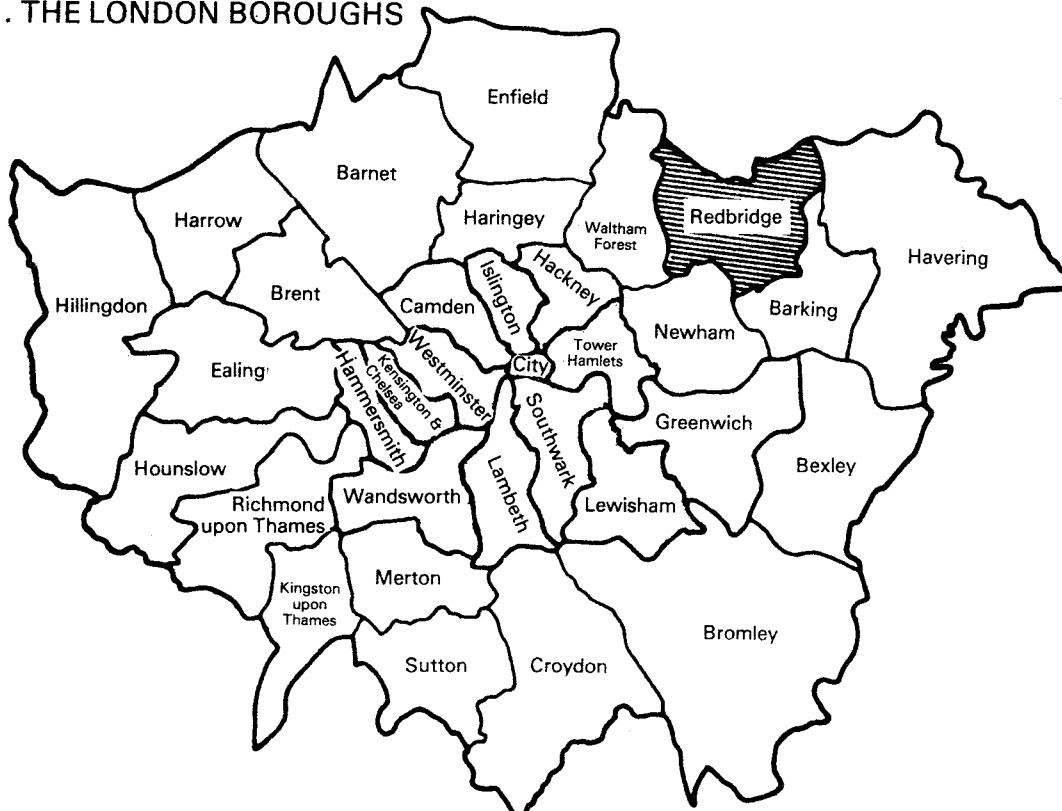 . THE LONDON BOROUGHS
Enfield
Barnet
Harrow
Haringey
Waltham
Forest
Redbridge
Havering
Hillingdon
Brent
Camden
Islington
Hackney
Newham
Barking
Ealing
Hammersmith
Kensington &
Chelsea
Westminster
City
Tower
Hamlets
Southwark
Greenwich
Bexley
Hounslow
Richmond
upon Thames
Wandsworth
Lambeth
Lewisham
Kingston
upon
Thames
Merton
Sutton
Croydon
Bromley